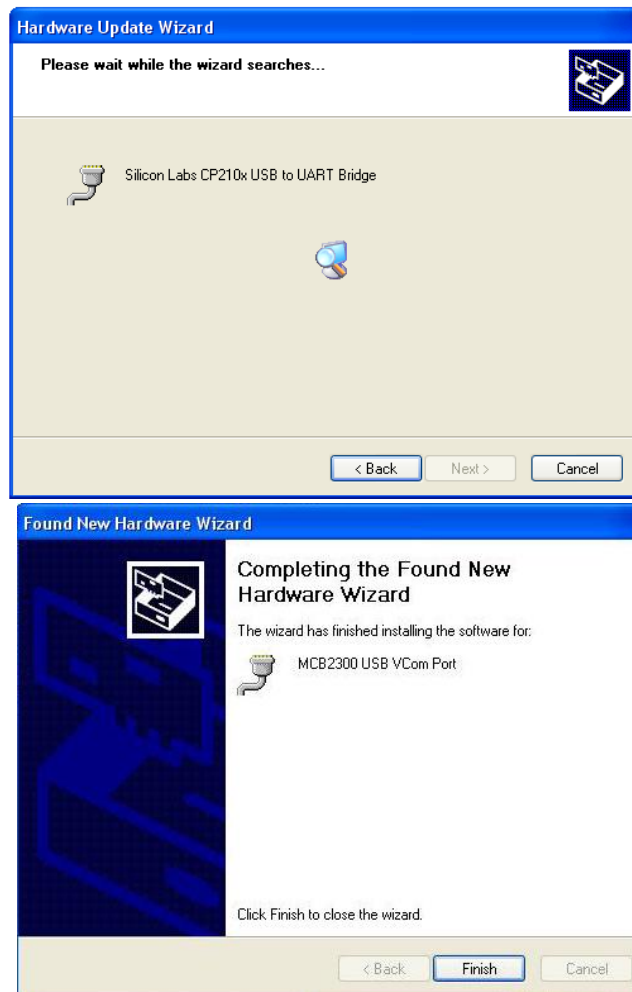 Hardware Update Wizard
Please wait while the wizard searches...
Silicon Labs CP210x USB to UART Bridge
< Back Next > Cancel
Found New Hardware Wizard
Completing the Found New
Hardware Wizard
The wizard has finished installing the software for:
MCB2300 USB VCom Port
Click Finish to close the wizard.
< Back Finish Cancel